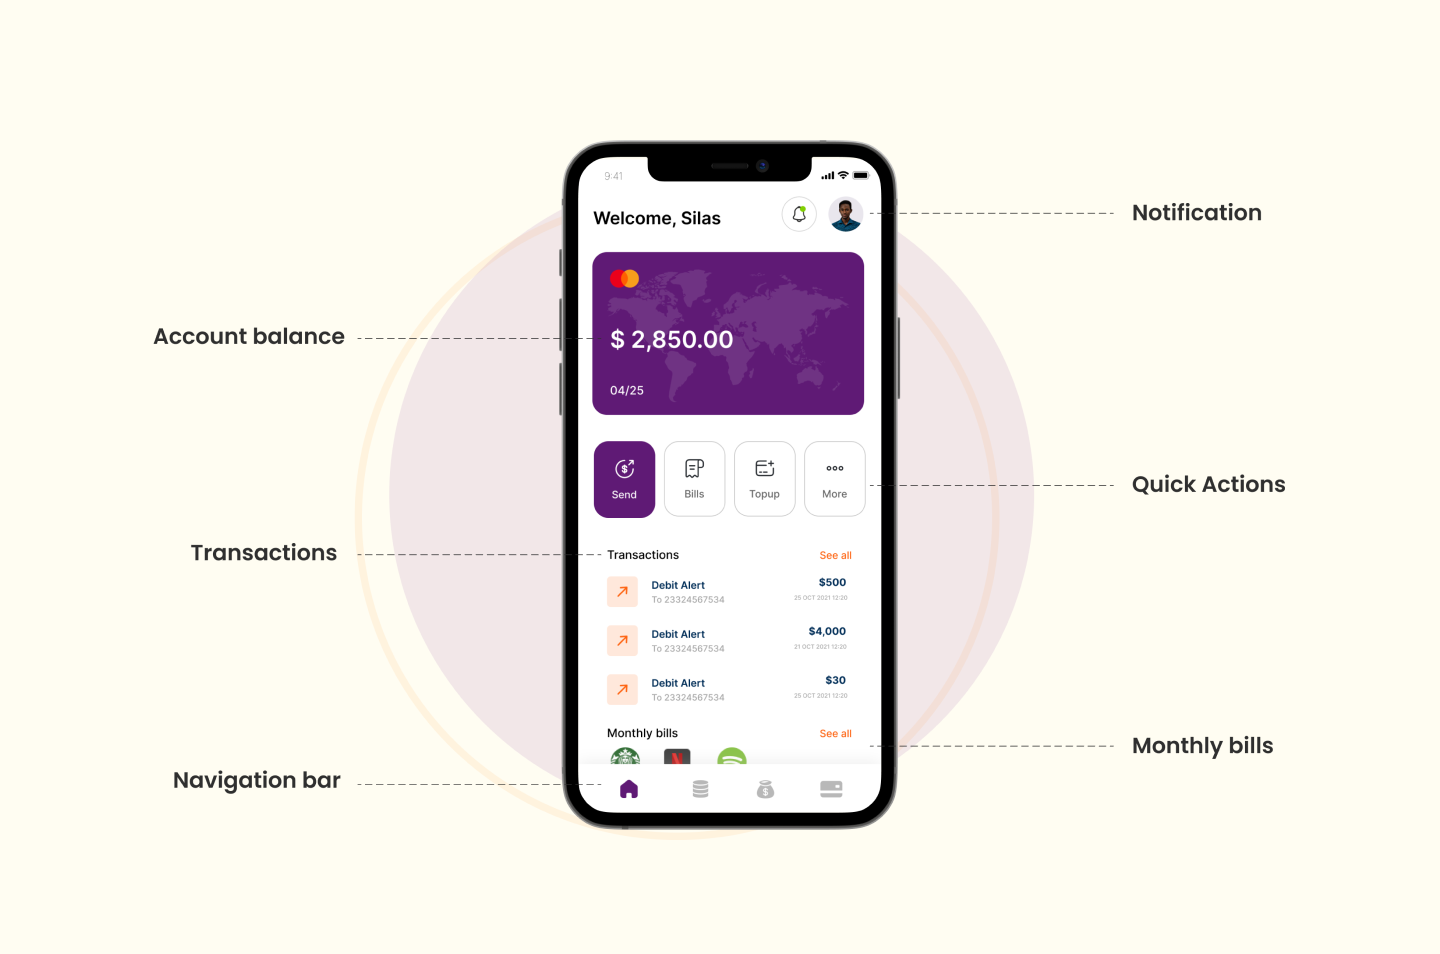 9:41
Welcome, Silas
Notification
Account balance
$ 2,850.00
04/25
$
Send
Bills
Topup
More
Quick Actions
Transactions
Transactions
See all
Debit Alert
$500
To 23324567534
25 OCT 2021 12:20
Debit Alert
$4,000
To 23324567534
21 OCT 2021 12:20
Debit Alert
$30
To 23324567534
25 OCT 2021 12:20
Monthly bills
See all
Monthly bills
N
Navigation bar
$